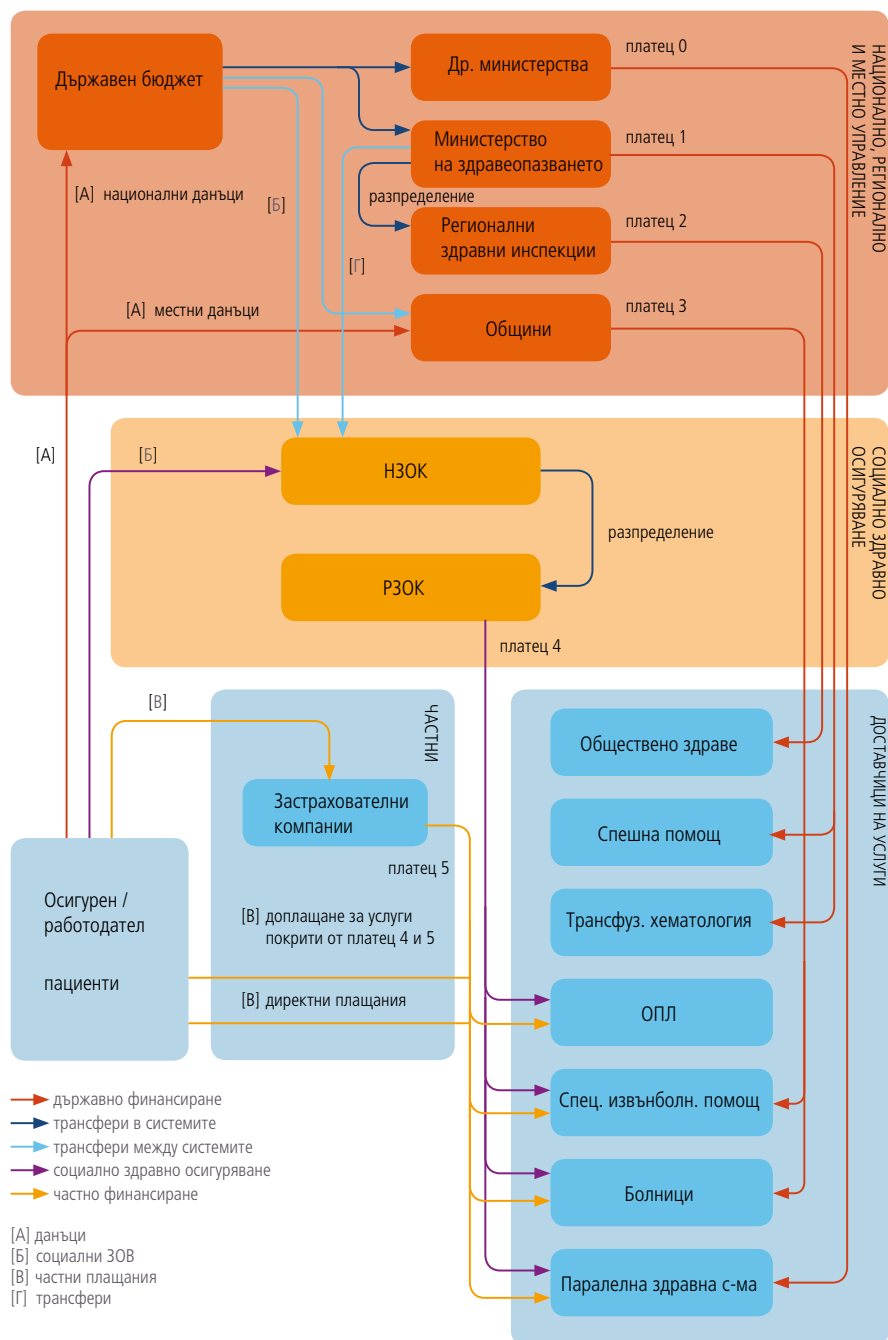 НАЦИОНАЛНО, РЕГИОНАЛНО
И МЕСТНО УПРАВЛЕНИЕ
Държавен бюджет
Др. министерства
платец 0
Министерство
на здравеопазването
платец 1
[А] национални данъци
[Б]
разпределение
Регионални
здравни инспекции
платец 2
[Г]
[А] местни данъци
Общини
платец 3
СОЦИАЛНО ЗДРАВНО
ОСИГУРЯВАНЕ
[А]
[Б]
НЗОК
разпределение
РЗОК
платец 4
[В]
ЧАСТНИ
Застрахователни
компании
платец 5
ДОСТАВЧИЦИ НА УСЛУГИ
Обществено здраве
Спешна помощ
Трансфуз. хематология
ОПЛ
Спец. извънболн. помощ
Болници
Паралелна здравна с-ма
Осигурен /
работодател
пациенти
[В] доплащане за услуги
покрити от платец 4 и 5
[В] директни плащания
държавно финансиране
трансфери в системите
трансфери между системите
социално здравно осигуряване
частно финансиране
[А] данъци
[Б] социални ЗОВ
[В] частни плащания
[Г] трансфери